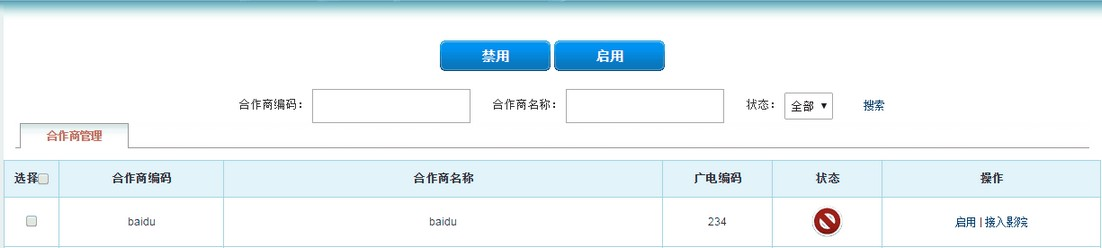 禁用 启用
合作商编码： 合作商名称： 状态： 全部 ▼ 搜索
合作商管理
选择 合作商编码 合作商名称 广电编码 状态 操作
baidu baidu 234 启用 | 接入影院